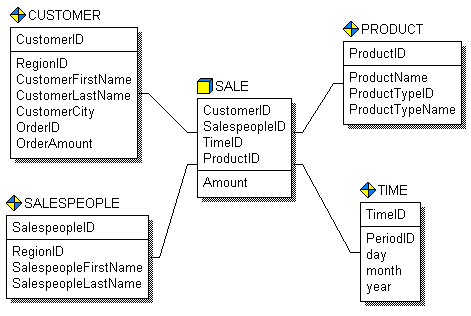 CUSTOMER
CustomerID
RegionID
CustomerFirstName
CustomerLastName
CustomerCity
OrderID
OrderAmount
SALE
CustomerID
SalespeopleID
TimeID
ProductID
Amount
PRODUCT
ProductID
ProductName
ProductTypeID
ProductTypeName
SALESPEOPLE
SalespeopleID
RegionID
SalespeopleFirstName
SalespeopleLastName
TIME
TimeID
PeriodID
day
month
year